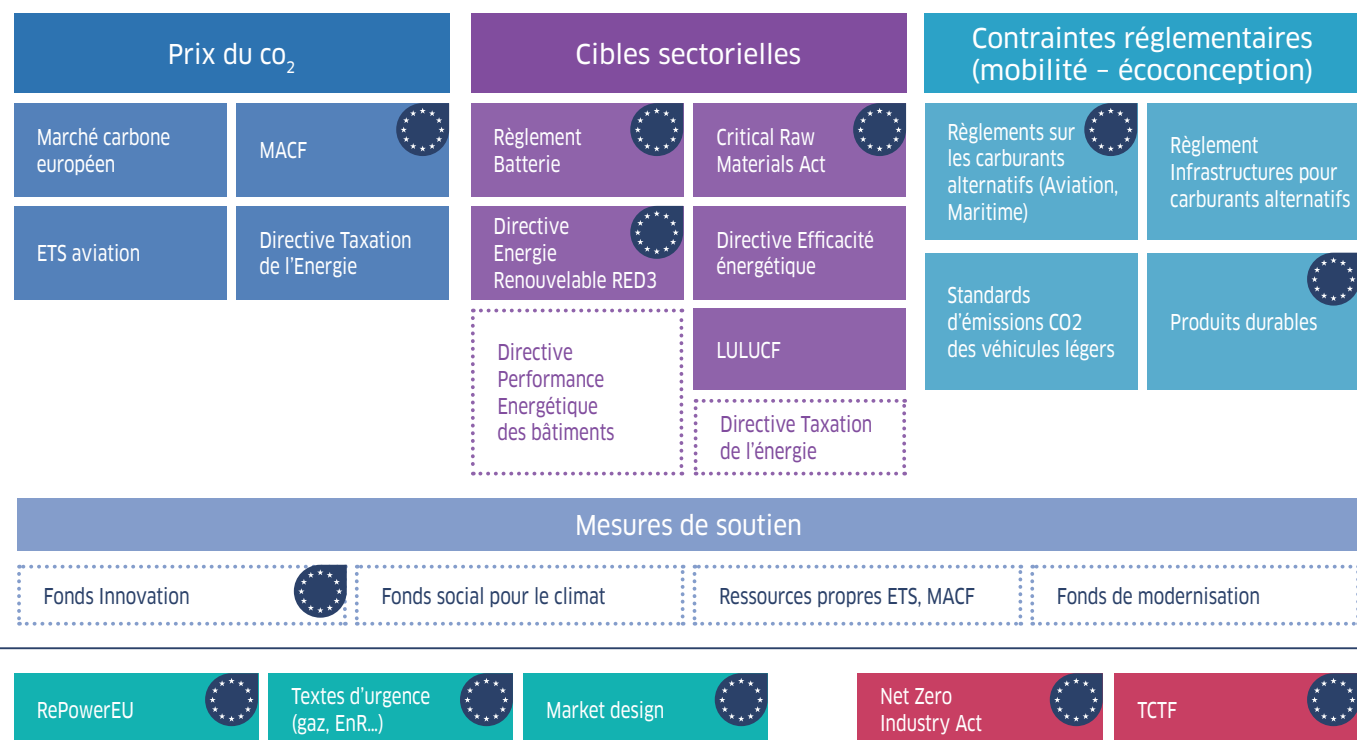 Prix du co2
Cibles sectorielles
Contraintes réglementaires
(mobilité – écoconception)
Marché carbone
européen
MACF
ETS aviation
Directive Taxation
de l'Energie
Règlement
Batterie
Critical Raw
Materials Act
Directive
Energie
Renouvelable RED3
Directive Efficacité
énergétique
Directive
Performance
Energétique
des bâtiments
LULUCF
Directive Taxation
de l'énergie
Règlements sur
les carburants
alternatifs (Aviation,
Maritime)
Règlement
Infrastructures pour
carburants alternatifs
Standards
d'émissions CO2
des véhicules légers
Produits durables
Mesures de soutien
Fonds Innovation
Fonds social pour le climat
Ressources propres ETS, MACF
Fonds de modernisation
RePowerEU
Textes d'urgence
(gaz, EnR…)
Market design
Net Zero
Industry Act
TCTF